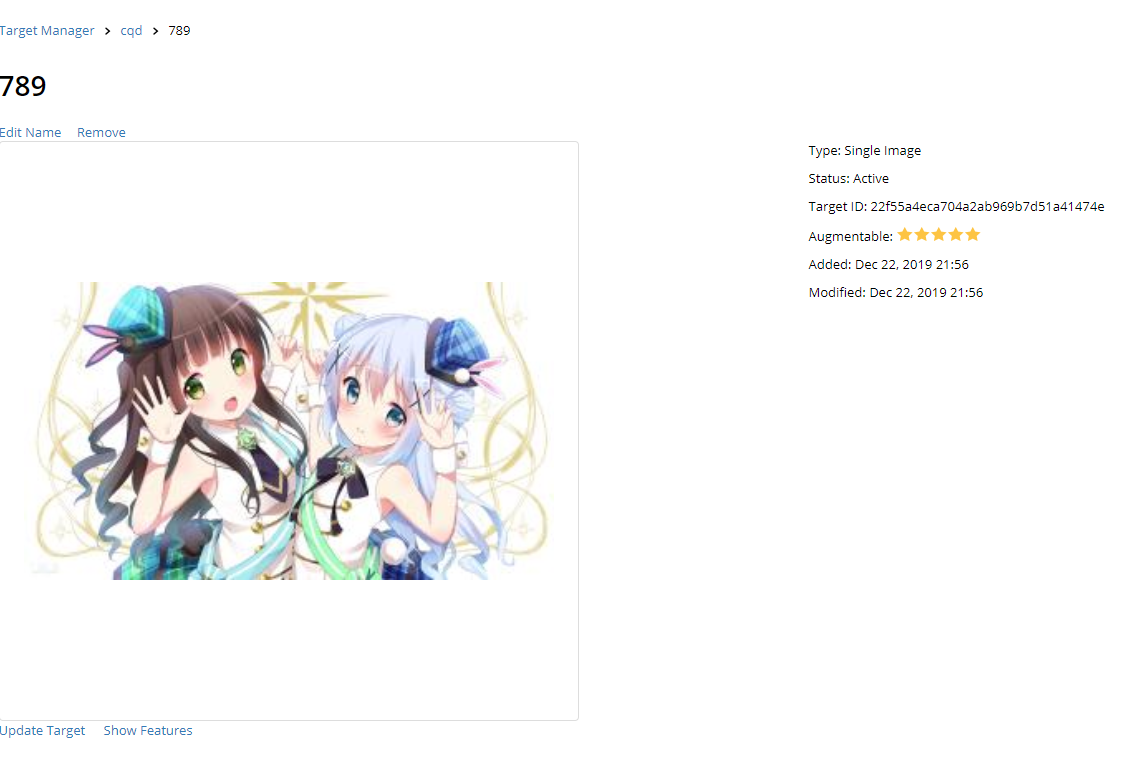 Target Manager > cqd > 789
789
Edit Name Remove
Type: Single Image
Status: Active
Target ID: 22f55a4eca704a2ab969b7d51a41474e
Augmentable:
Added: Dec 22, 2019 21:56
Modified: Dec 22, 2019 21:56
Update Target Show Features